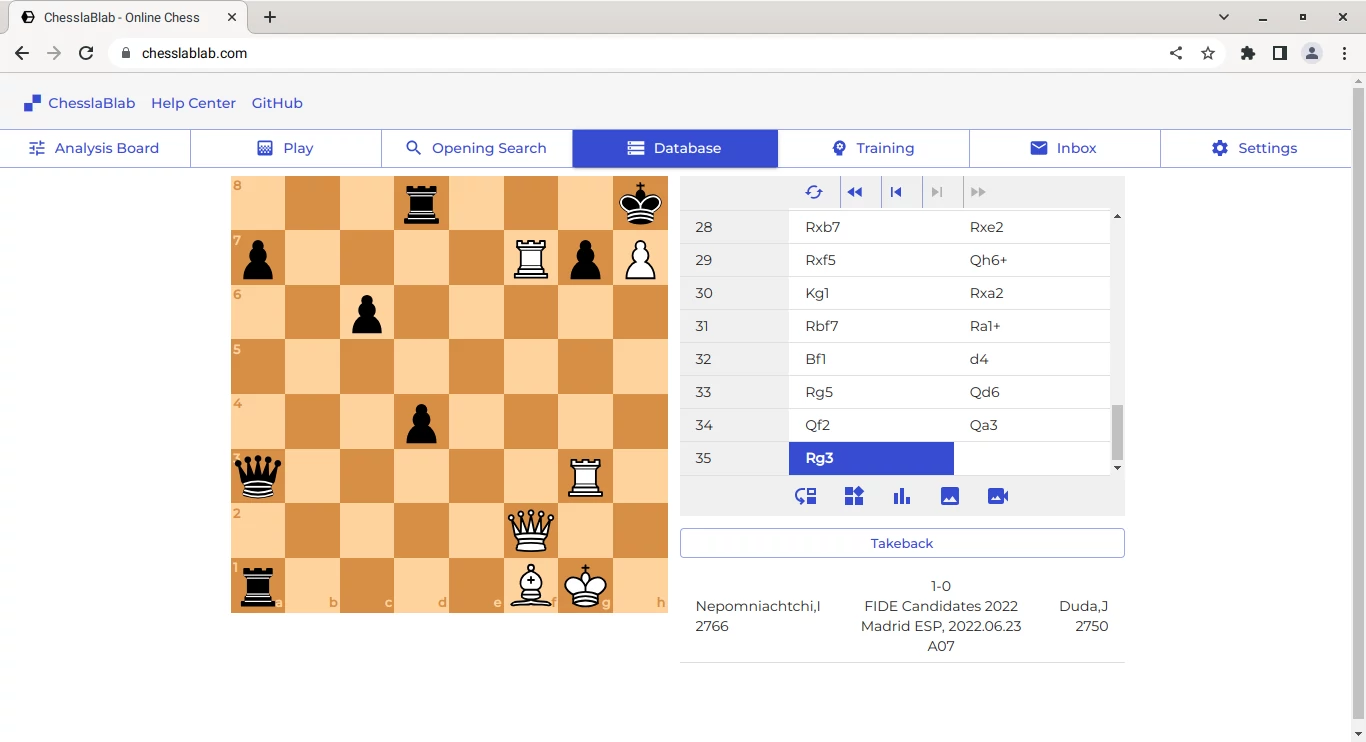 ChesslaBlab - Online Chess
chesslablab.com
ChesslaBlab Help Center GitHub
Analysis Board Play Opening Search Database Training Inbox Settings
8
7
6
5
4
3
2
1
a b c d e f g h
28 Rxb7 Rxe2
29 Rxf5 Qh6+
30 Kg1 Rxa2
31 Rbf7 Ra1+
32 Bf1 d4
33 Rg5 Qd6
34 Qf2 Qa3
35 Rg3
Takeback
1-0
Nepomniachtchi,I FIDE Candidates 2022 Duda,J
2766 Madrid ESP, 2022.06.23 2750
A07